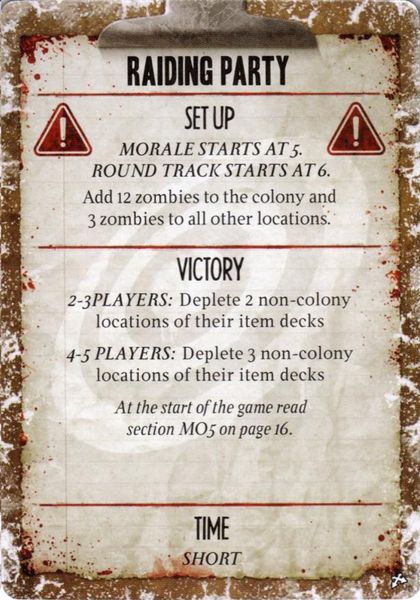 RAIDING PARTY
SET UP
MORALE STARTS AT 5.
ROUND TRACK STARTS AT 6.
Add 12 zombies to the colony and
3 zombies to all other locations.
VICTORY
2-3PLAYERS: Deplete 2 non-colony
locations of their item decks
4-5 PLAYERS: Deplete 3 non-colony
locations of their item decks
At the start of the game read
section MO5 on page 16.
TIME
SHORT